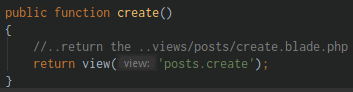 public function create()
{
//..return the ..views/posts/create.blade.php
return view( view: 'posts.create');
}